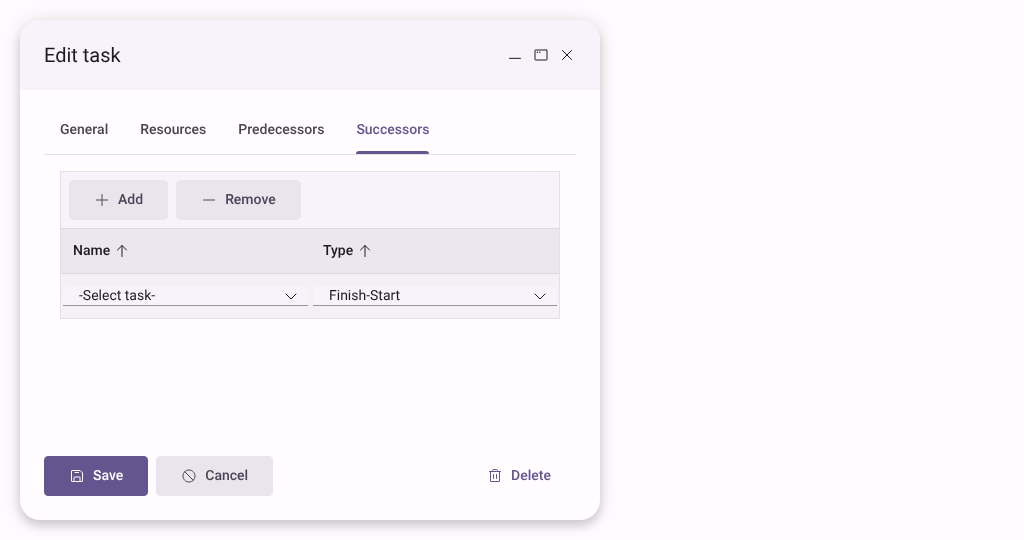 Edit task
General Resources Predecessors Successors
Add Remove
Name Type
-Select task- Finish-Start
Save Cancel Delete